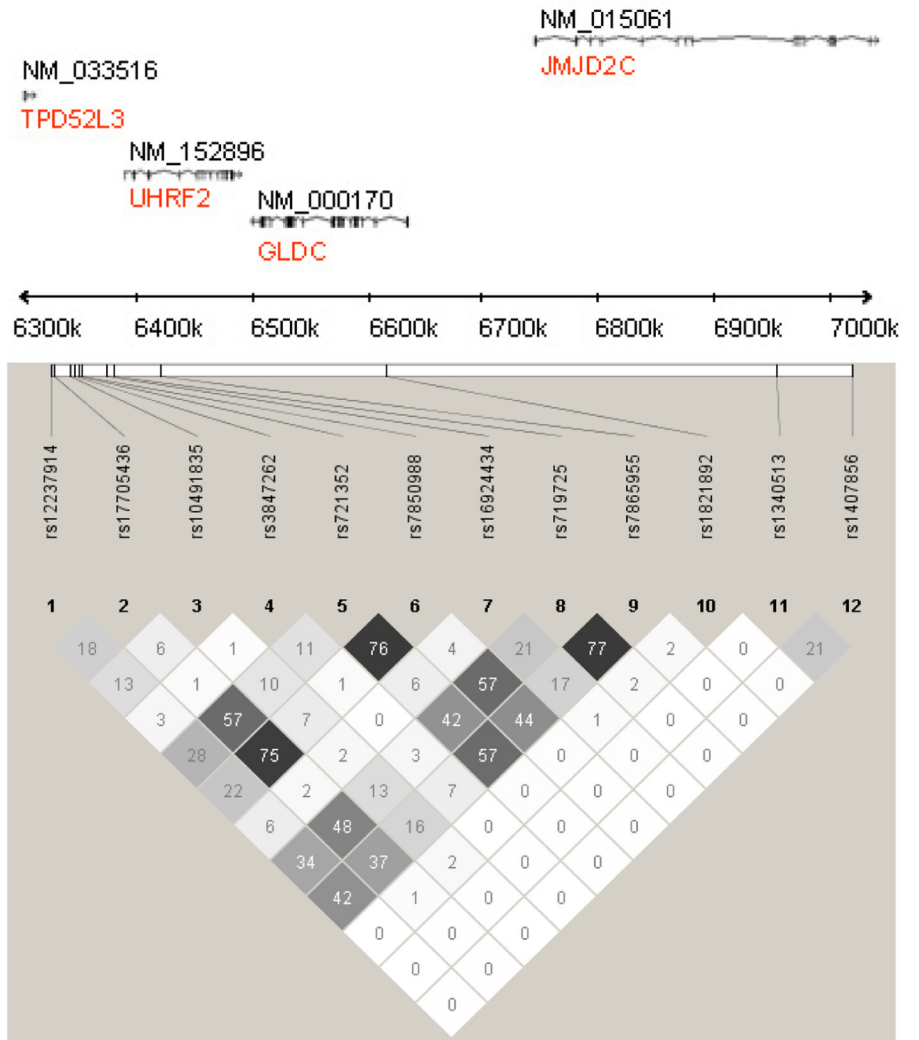 NM_015061
JMJD2C
NM_033516
TPD52L3
NM_152896
UHRF2
NM_000170
GLDC
6300k 6400k 6500k 6600k 6700k 6800k 6900k 7000k
rs12237914
rs17705436
rs10491835
rs3847262
rs721352
rs7850988
rs16924434
rs719725
rs7865955
rs1821892
rs1340513
rs1407856
1 2 3 4 5 6 7 8 9 10 11 12
18 6 1 11 76 4 21 77 2 0 21
13 1 10 1 6 57 17 2 0 0
3 57 7 0 42 44 1 0 0
28 75 2 3 57 0 0 0
22 2 13 7 0 0 0
6 48 16 0 0 0
34 37 2 0 0
42 1 0 0
0 0 0
0 0
0